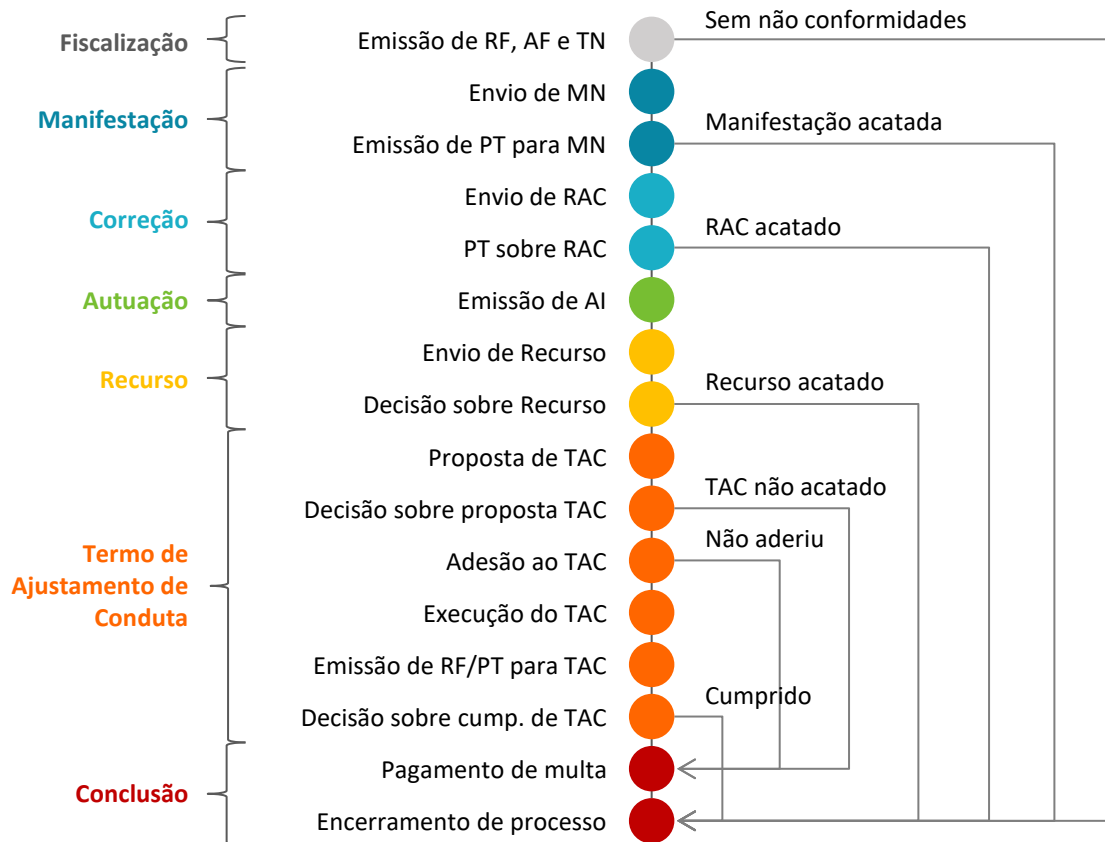 Sem não conformidades
Fiscalização
Emissão de RF, AF e TN
Envio de MN
Manifestação
Manifestação acatada
Emissão de PT para MN
Envio de RAC
Correção
RAC acatado
PT sobre RAC
Autuação
Emissão de AI
Envio de Recurso
Recurso
Recurso acatado
Decisão sobre Recurso
Proposta de TAC
TAC não acatado
Decisão sobre proposta TAC
Não aderiu
Adesão ao TAC
Termo de
Ajustamento de
Conduta
Execução do TAC
Emissão de RF/PT para TAC
Cumprido
Decisão sobre cump. de TAC
Pagamento de multa
Conclusão
Encerramento de processo